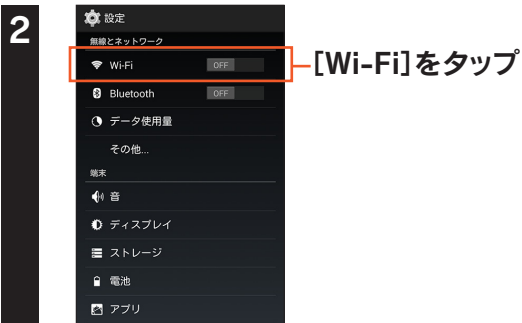 2
設定
無線とネットワーク
Wi-Fi OFF
[Wi-Fi]をタップ
Bluetooth OFF
データ使用量
その他...
端末
音
ディスプレイ
ストレージ
電池
アプリ